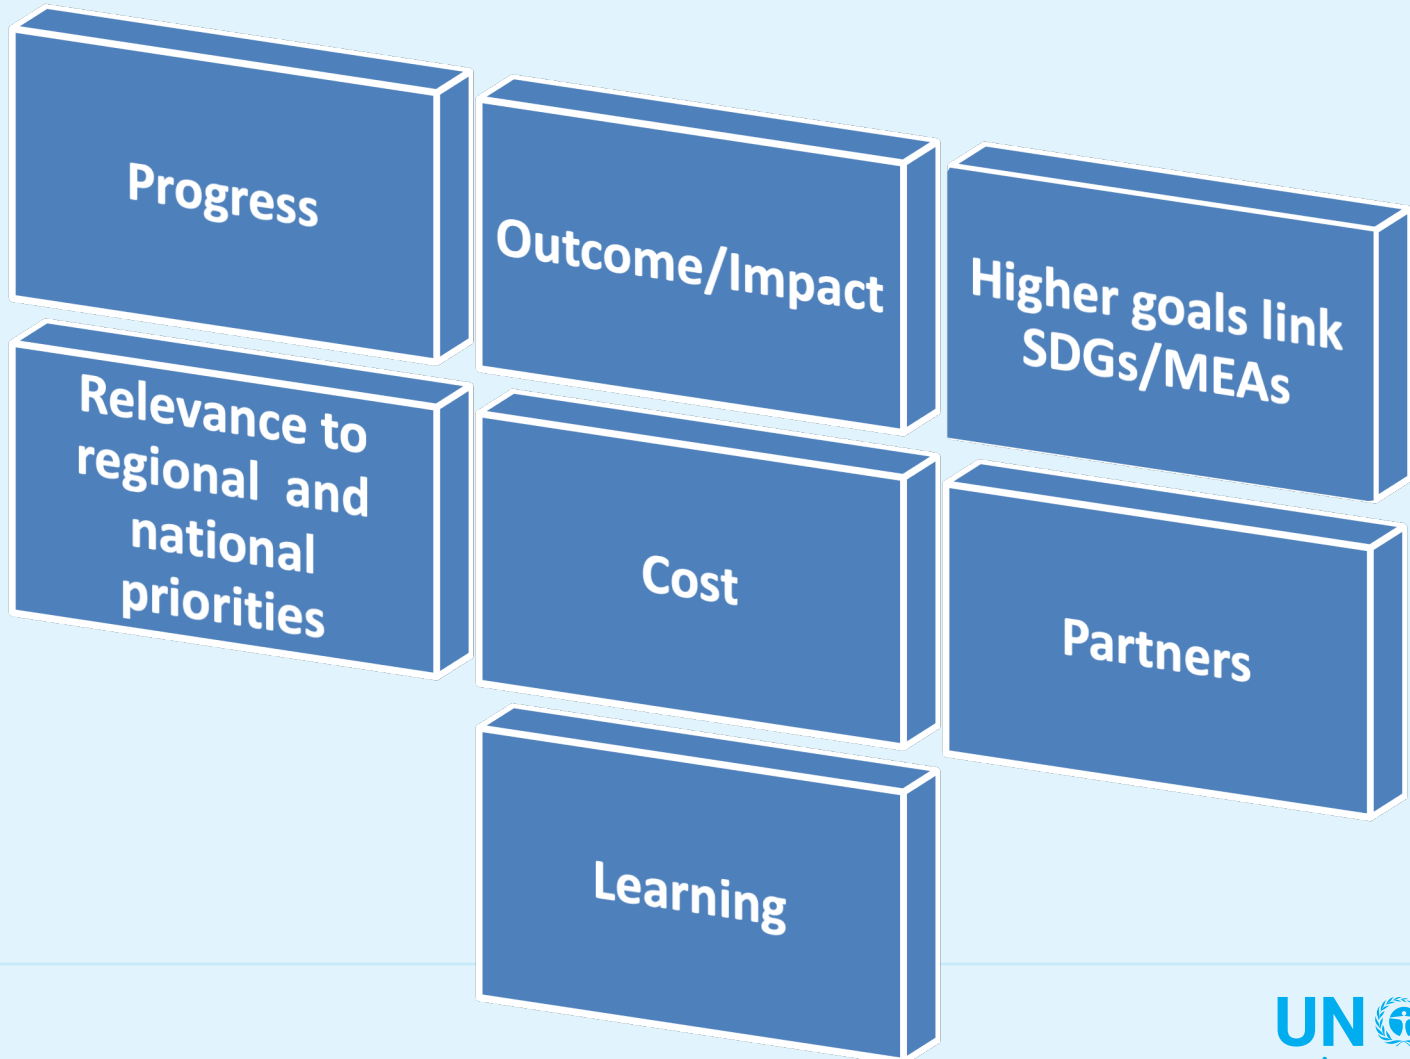 Progress
Outcome/Impact
Higher goals link
SDGs/MEAs
Relevance to
regional and
national
priorities
Cost
Partners
Learning
UN